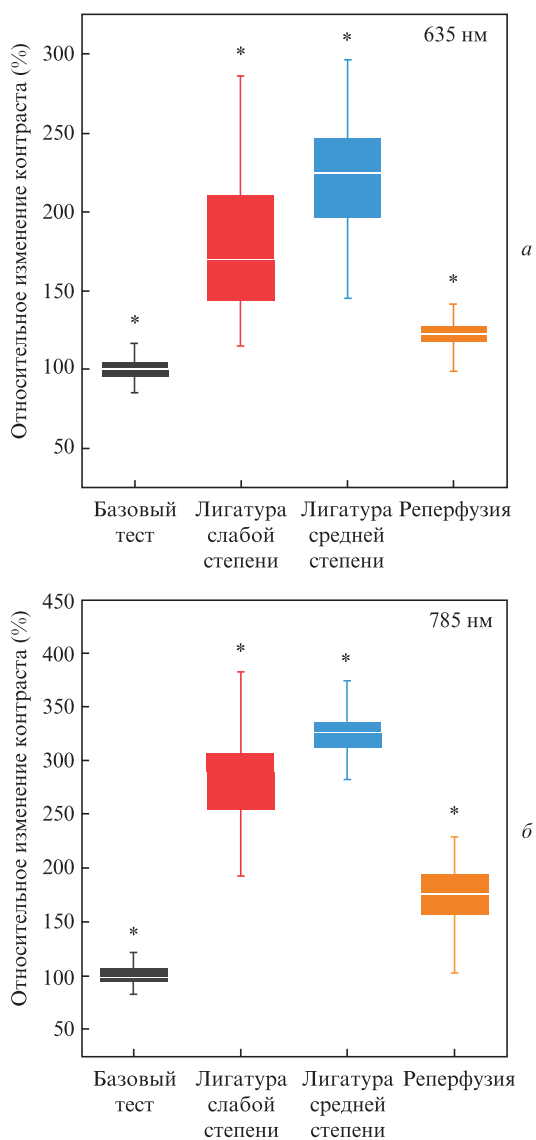 Относительное изменение контраста (%)
635 нм
300
250
200
150
100
50
*
*
*
*
а
Базовый тест
Лигатура слабой степени
Лигатура средней степени
Реперфузия
Относительное изменение контраста (%)
785 нм
450
400
350
300
250
200
150
100
50
*
*
*
*
б
Базовый тест
Лигатура слабой степени
Лигатура средней степени
Реперфузия